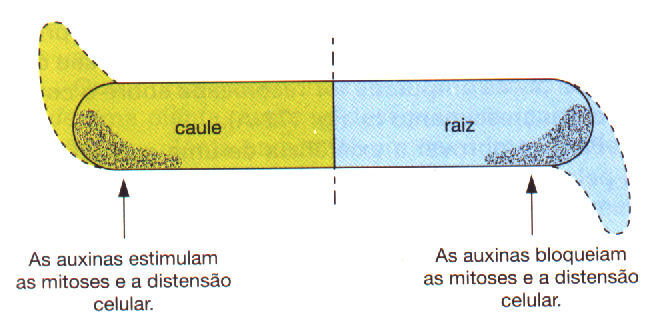 caule
raiz
As auxinas estimulam
as mitoses e a distensão
celular.
As auxinas bloqueiam
as mitoses e a distensão
celular.